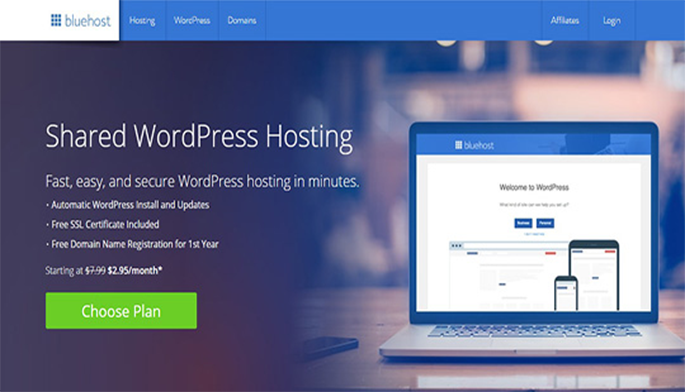 bluehost
Hosting
WordPress
Domains
Affiliates
Login
Shared WordPress Hosting
Fast, easy, and secure WordPress hosting in minutes.
• Automatic WordPress Install and Updates
• Free SSL Certificate Included
• Free Domain Name Registration for 1st Year
Starting at $7.99 $2.95/month*
Choose Plan
bluehost
Welcome to WordPress
What kind of site can we help you set up?
Business
Personal